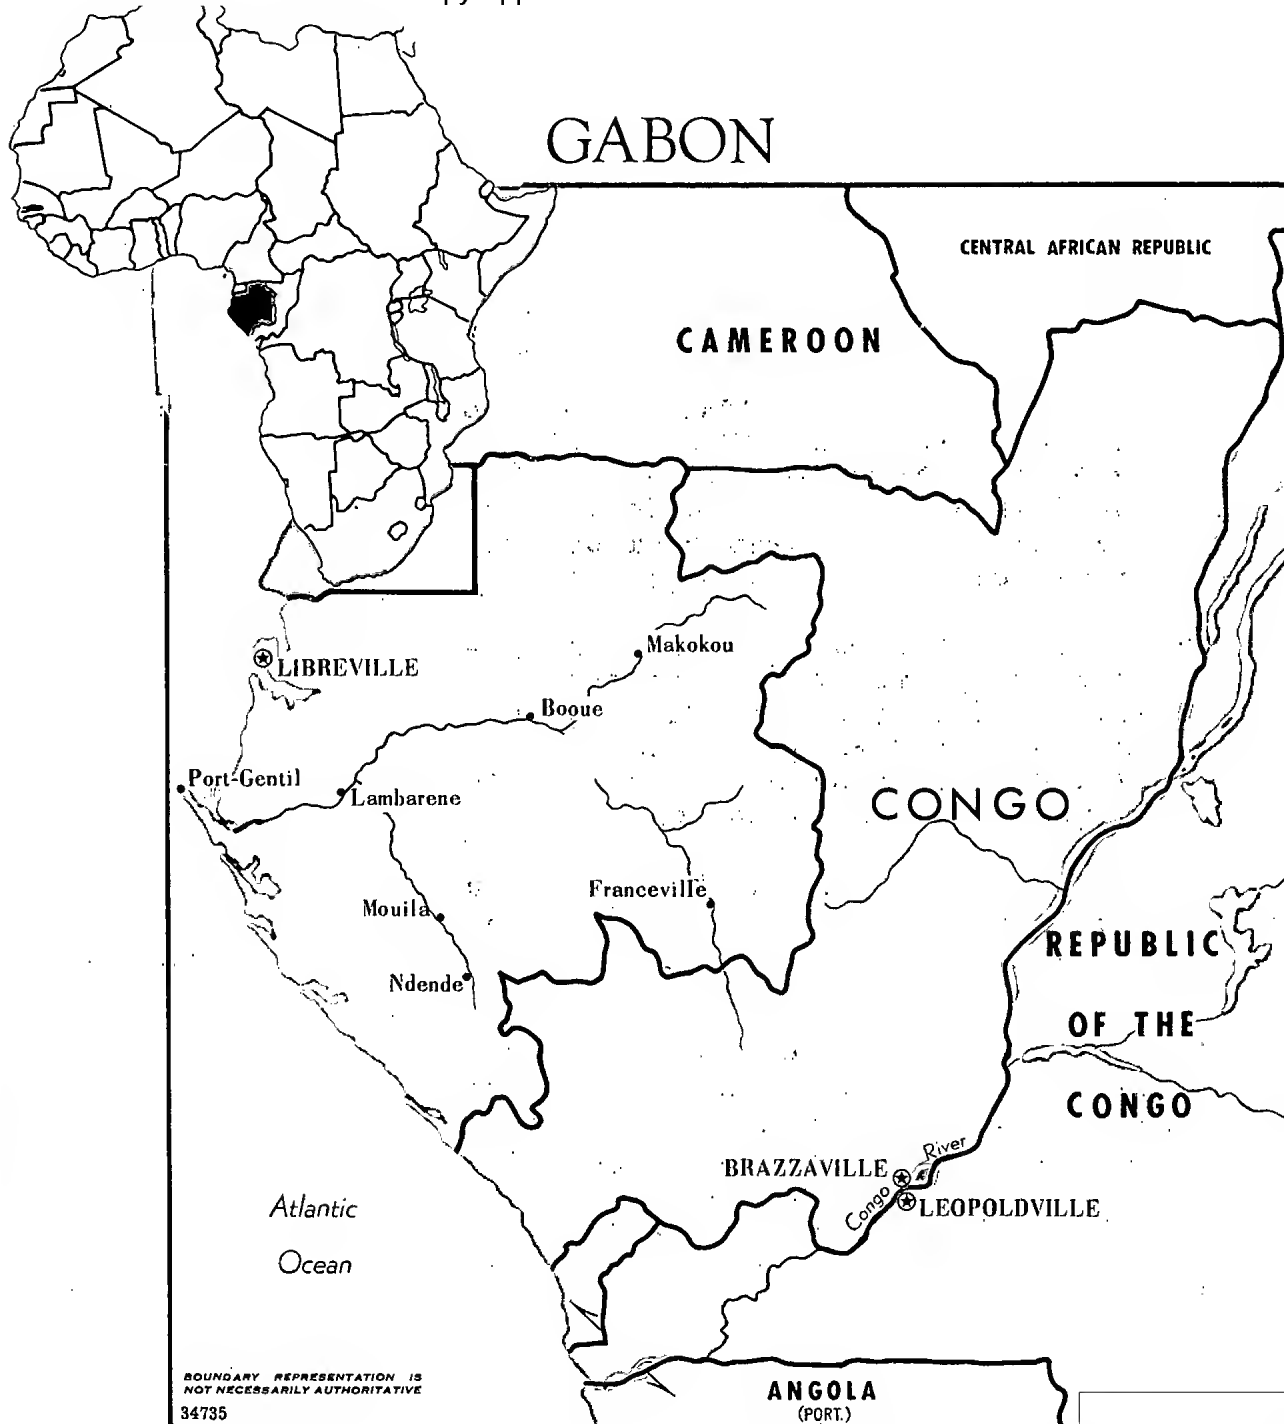 GABON
CENTRAL AFRICAN REPUBLIC
CAMEROON
Makokou
LIBREVILLE
Booue
Port-Gentil
Lambarene
CONGO
Franceville
Mouila
REPUBLIC
Ndende
OF THE
CONGO
River
BRAZZAVILLE
Congo
LEOPOLDVILLE
Atlantic
Ocean
BOUNDARY REPRESENTATION IS
NOT NECESSARILY AUTHORITATIVE
ANGOLA
(PORT.)
34735